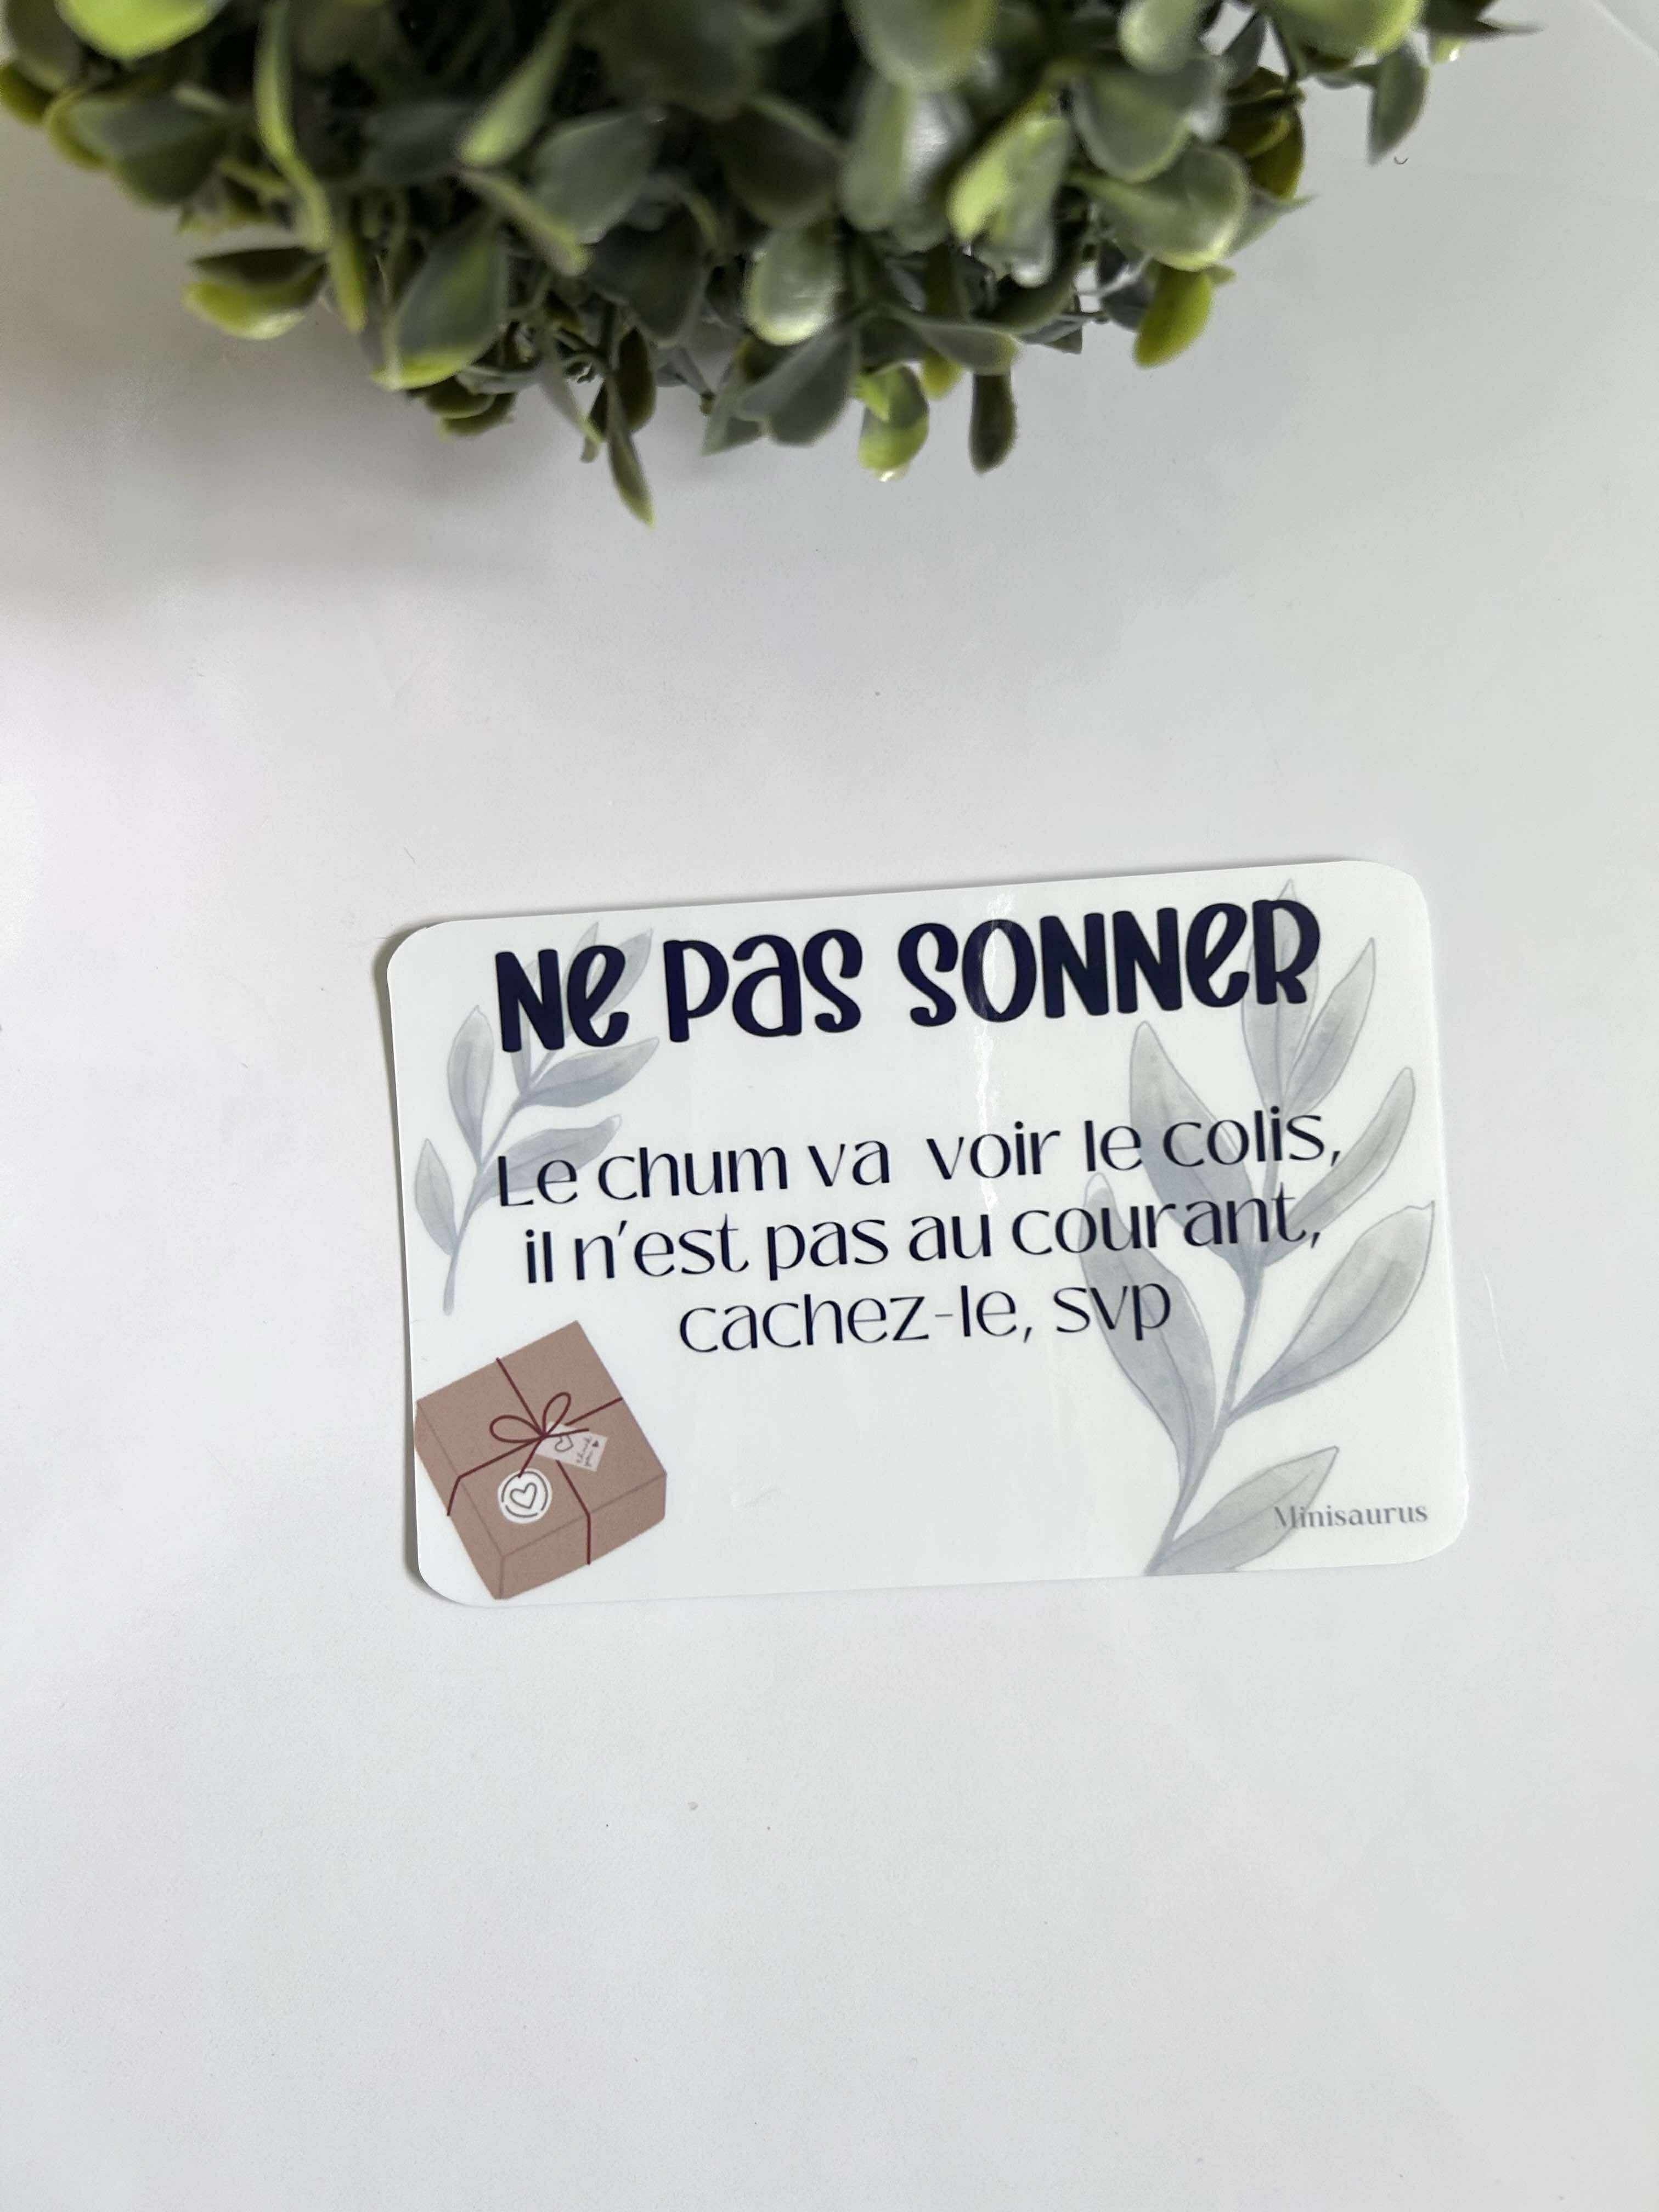 Ne pas sonner
Le chum va voir le colis,
il n'est pas au courant,
cachez-le, svp
Minisaurus